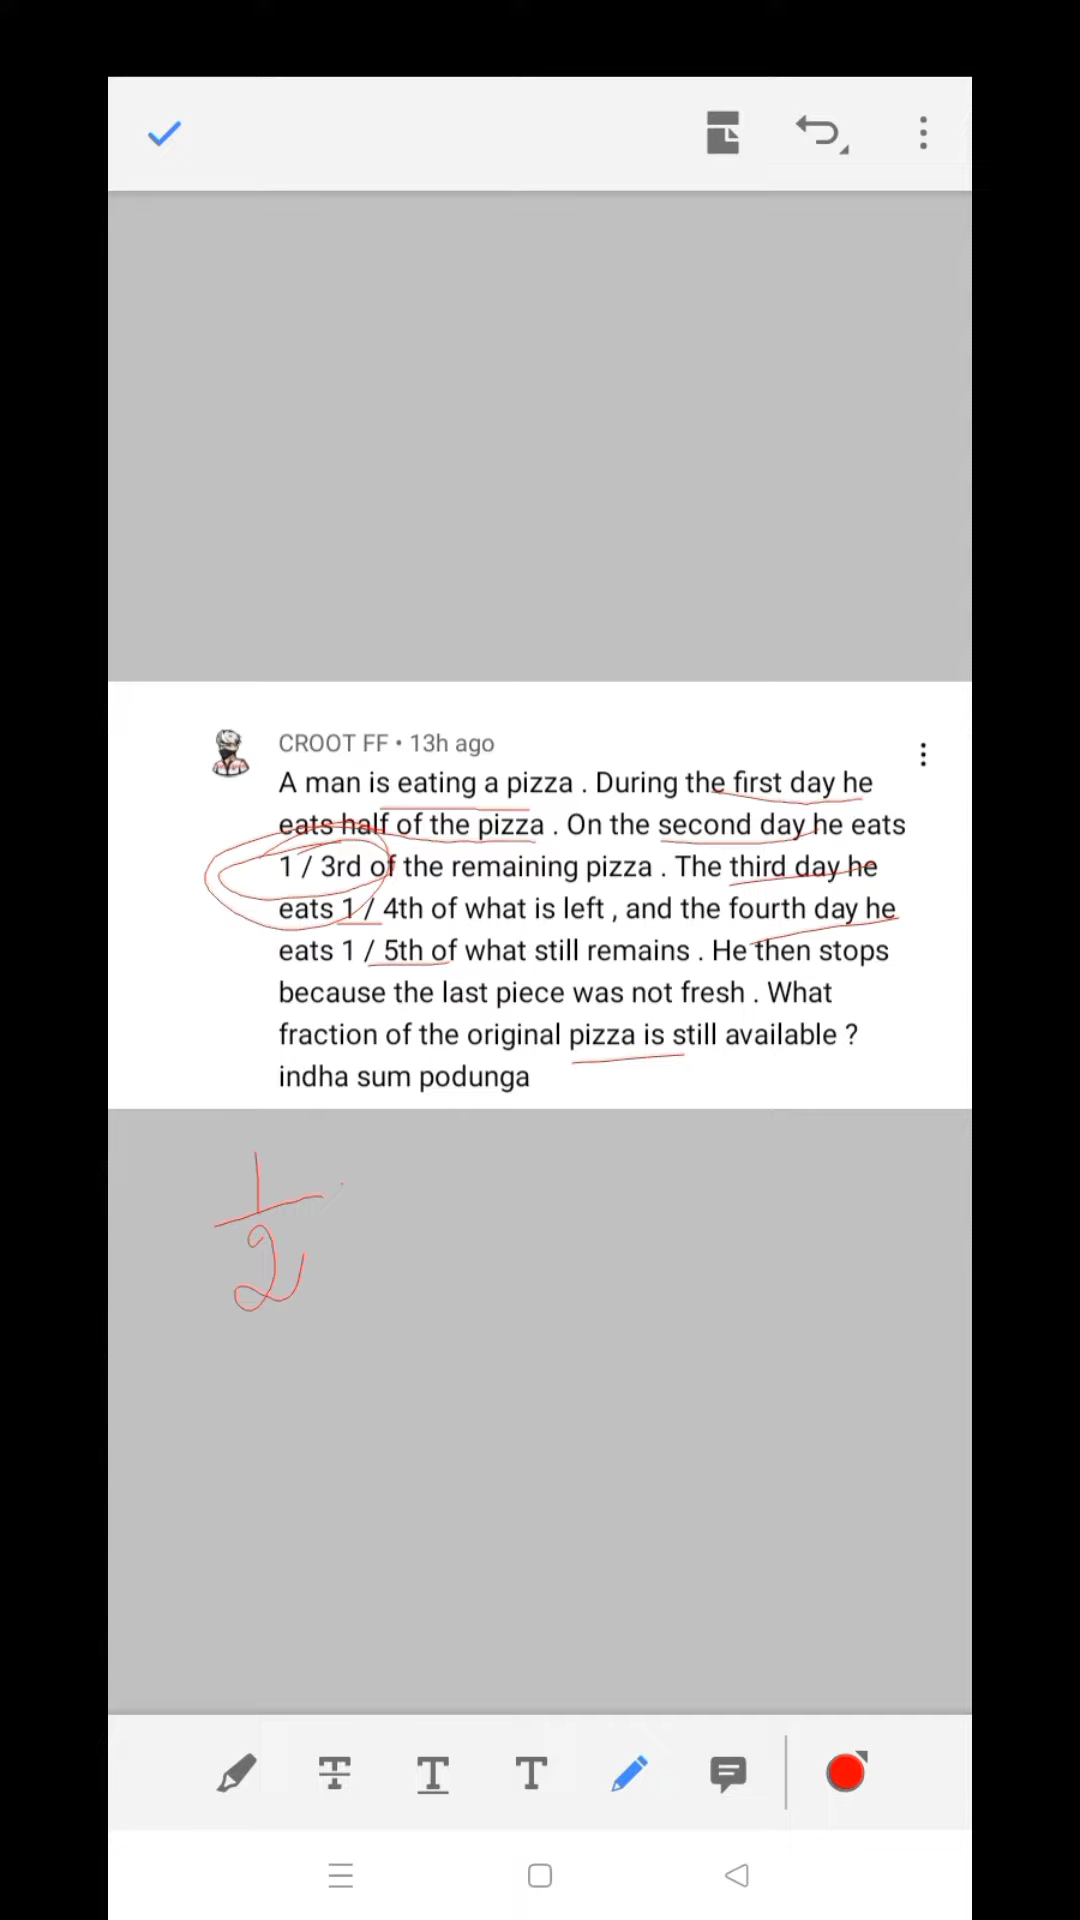 CROOT FF • 13h ago
A man is eating a pizza . During the first day he
eats half of the pizza . On the second day he eats
1 / 3rd of the remaining pizza . The third day he
eats 1 / 4th of what is left , and the fourth day he
eats 1 / 5th of what still remains . He then stops
because the last piece was not fresh . What
fraction of the original pizza is still available ?
indha sum podunga
1
2
T
T
T